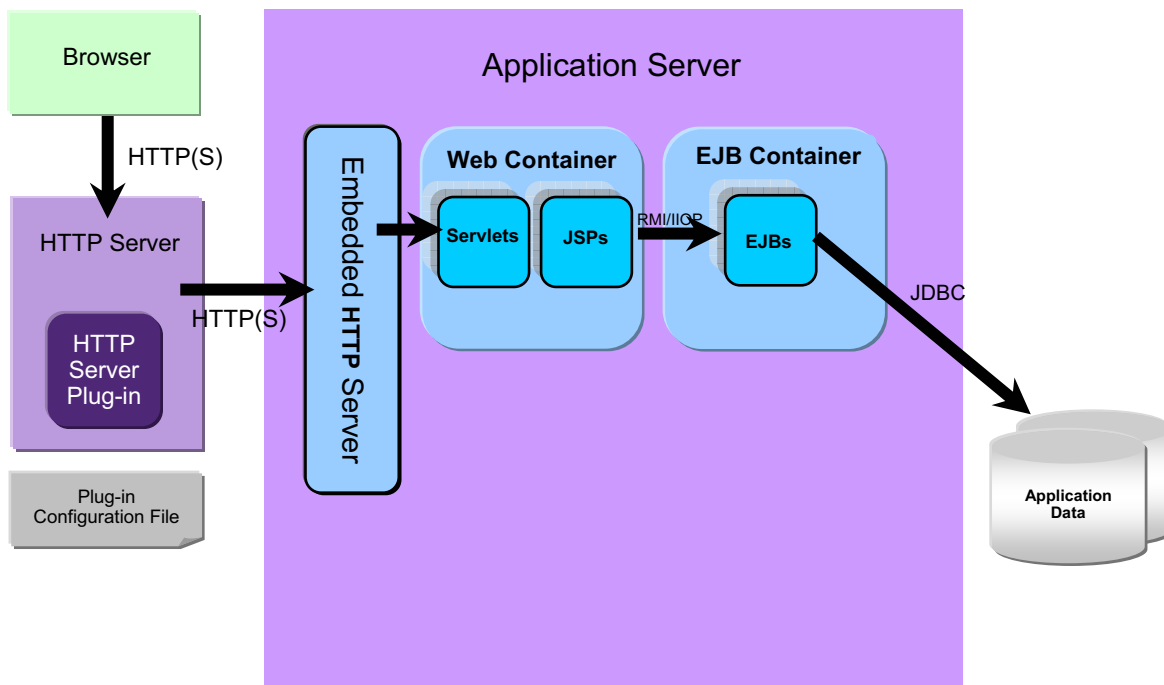 Browser
Application Server
HTTP(S)
HTTP Server
HTTP
Server
Plug-in
Plug-in
Configuration File
HTTP(S)
Embedded HTTP Server
Web Container
Servlets
JSPs
RMI/IIOP
EJB Container
EJBs
JDBC
Application
Data